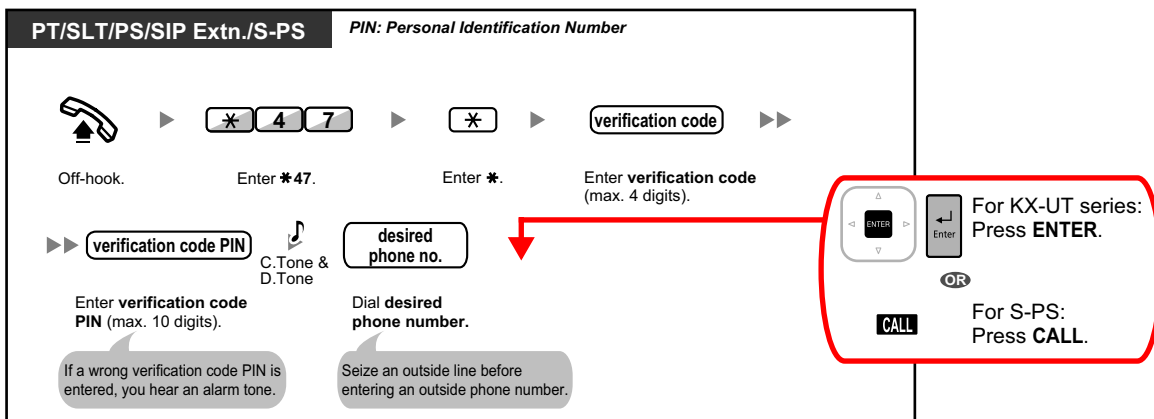 PT/SLT/PS/SIP Extn./S-PS
PIN: Personal Identification Number
* 4 7
*
verification code
Off-hook.
Enter *47.
Enter *.
Enter verification code
(max. 4 digits).
verification code PIN
C.Tone &
D.Tone
desired
phone no.
Enter verification code
PIN (max. 10 digits).
Dial desired
phone number.
If a wrong verification code PIN is
entered, you hear an alarm tone.
Seize an outside line before
entering an outside phone number.
ENTER
Enter
For KX-UT series:
Press ENTER.
OR
CALL
For S-PS:
Press CALL.